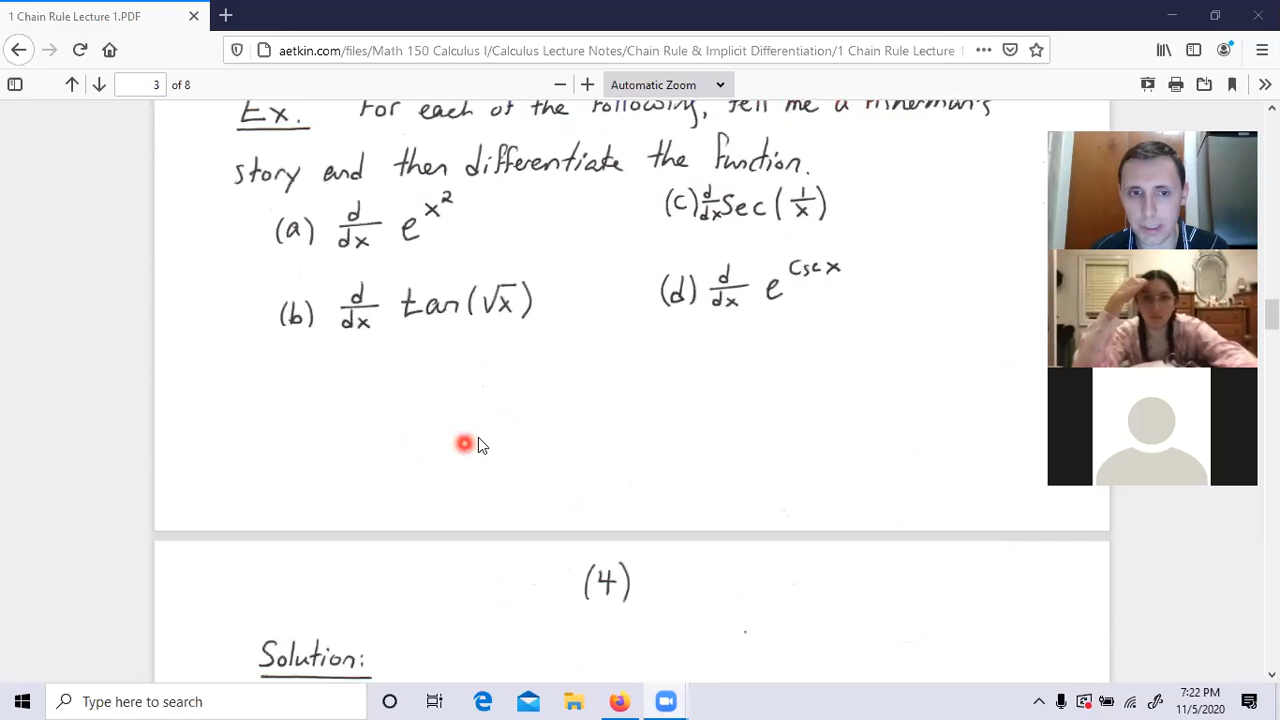 1 Chain Rule Lecture 1.PDF
aetkin.com/files/Math 150 Calculus I/Calculus Lecture Notes/Chain Rule & Implicit Differentiation/1 Chain Rule Lecture 1
3 of 8
Automatic Zoom
Ex. For each of the following, tell me a fisherman's
story and then differentiate the function.
(a) d/dx e^x^2
(c) d/dx Sec(1/x)
(b) d/dx tan(√x)
(d) d/dx e^csc x
(4)
Solution:
Type here to search
7:22 PM
11/5/2020